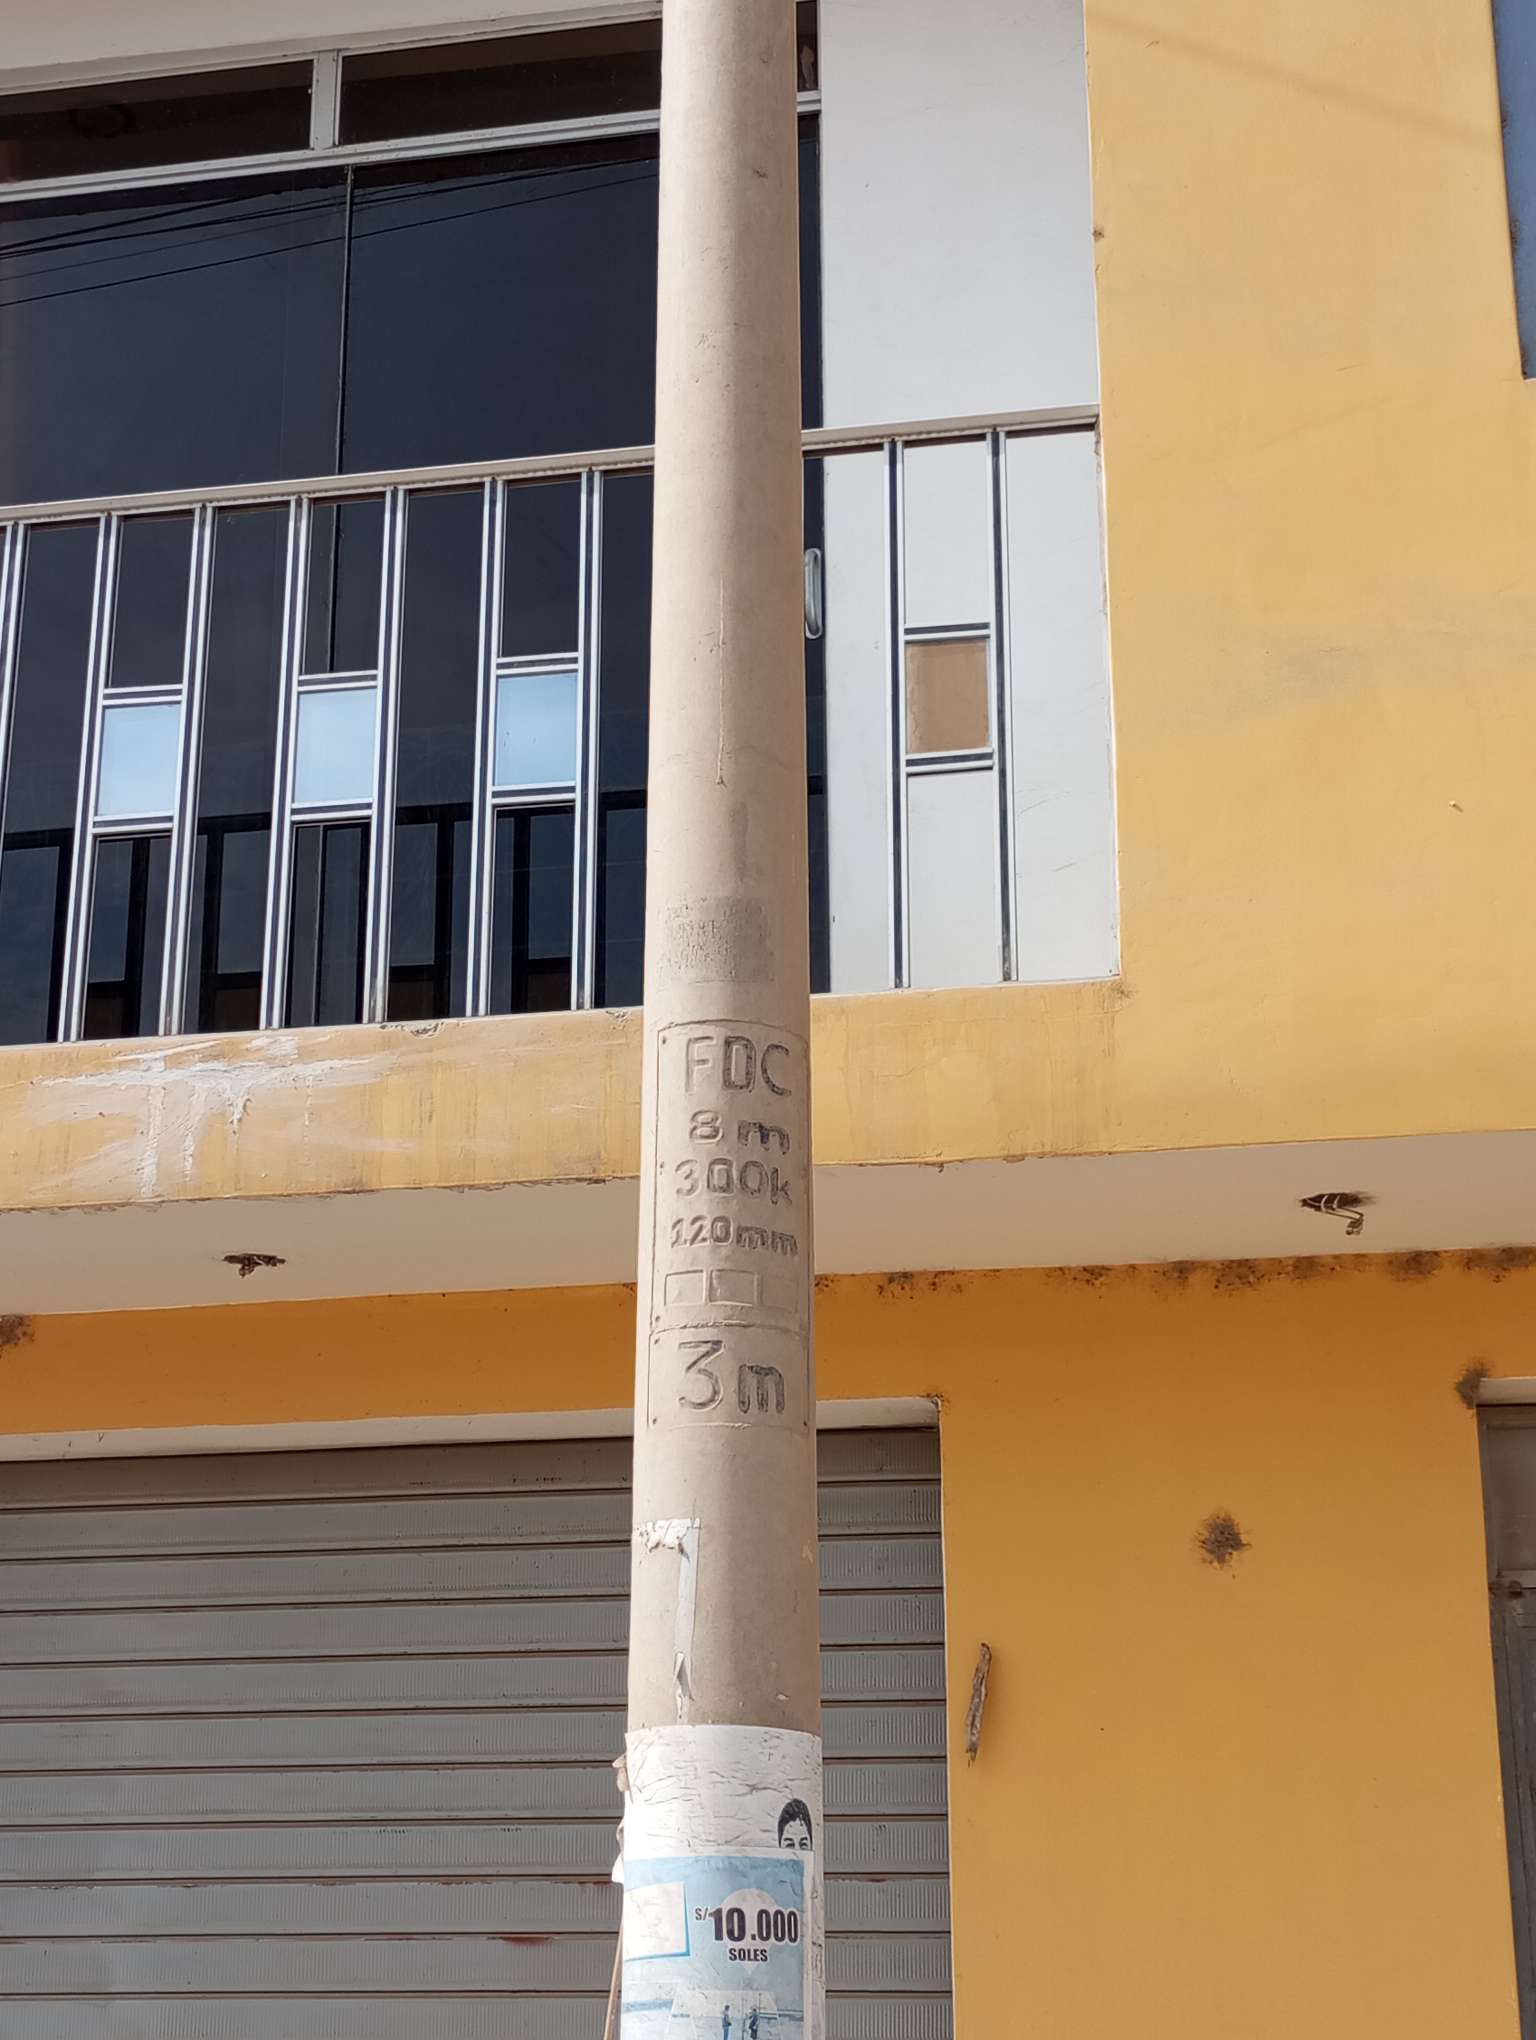 FDC
8 m
300k
120mm
3m
S/10.000
SOLES